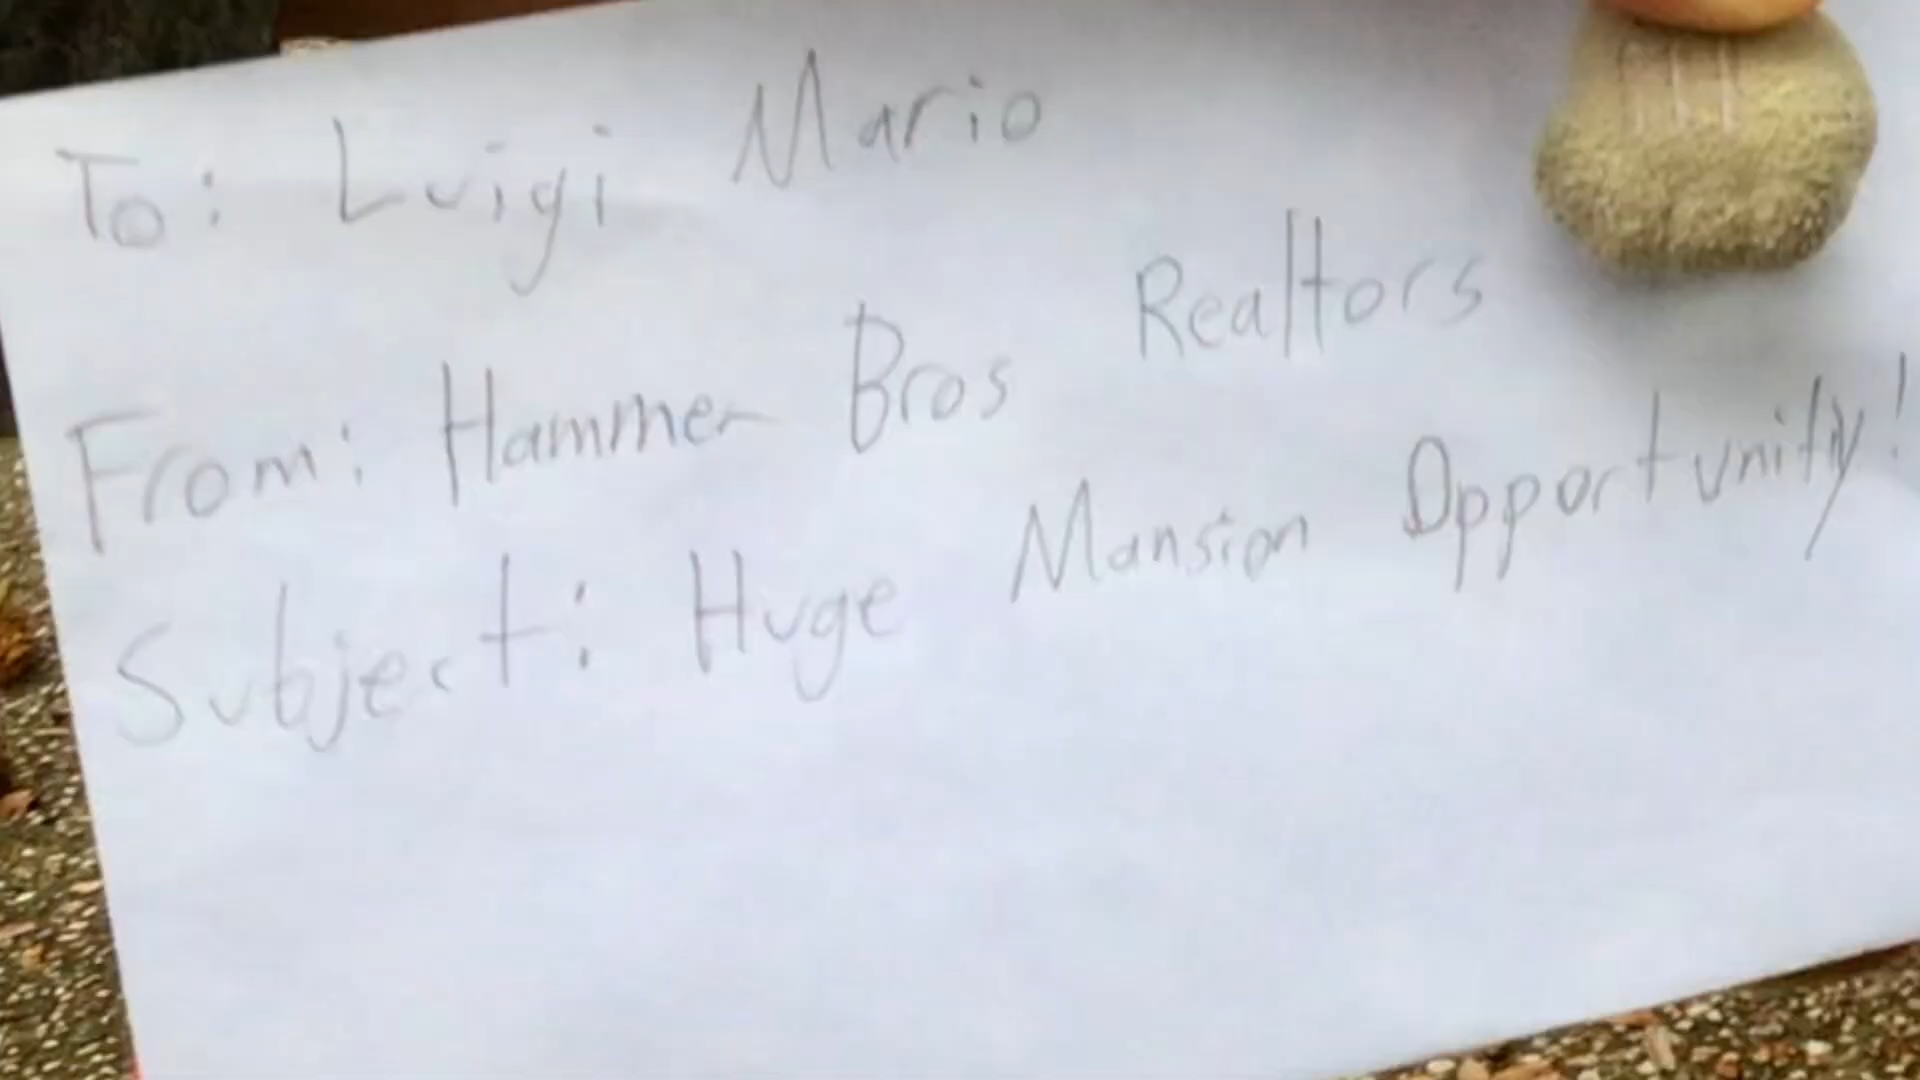 To: Luigi Mario
From: Hammer Bros Realtors
Subject: Huge Mansion Opportunity!